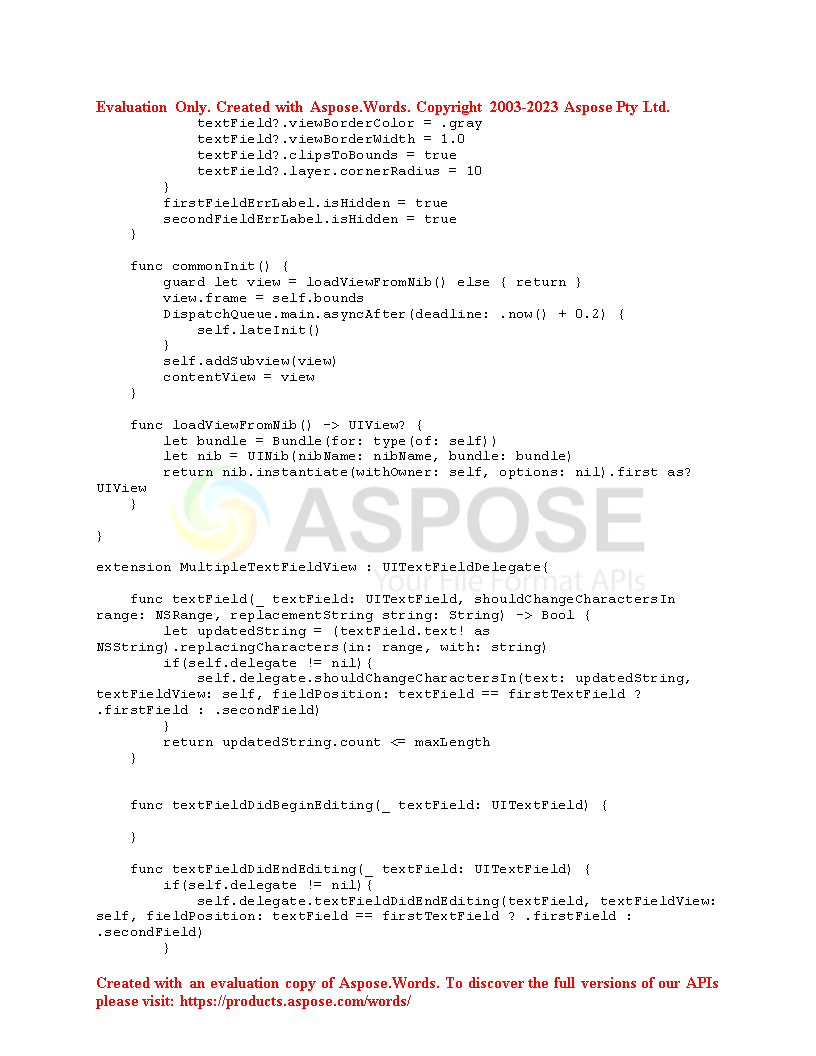 Evaluation Only. Created with Aspose.Words. Copyright 2003-2023 Aspose Pty Ltd.
            textField?.viewBorderColor = .gray
            textField?.viewBorderWidth = 1.0
            textField?.clipsToBounds = true
            textField?.layer.cornerRadius = 10
        }
        firstFieldErrLabel.isHidden = true
        secondFieldErrLabel.isHidden = true
    }

    func commonInit() {
        guard let view = loadViewFromNib() else { return }
        view.frame = self.bounds
        DispatchQueue.main.asyncAfter(deadline: .now() + 0.2) {
            self.lateInit()
        }
        self.addSubview(view)
        contentView = view
    }

    func loadViewFromNib() -> UIView? {
        let bundle = Bundle(for: type(of: self))
        let nib = UINib(nibName: nibName, bundle: bundle)
        return nib.instantiate(withOwner: self, options: nil).first as?
UIView
    }
ASPOSE
}
extension MultipleTextFieldView : UITextFieldDelegate{
Your File Format APIs
    func textField(_ textField: UITextField, shouldChangeCharactersIn
range: NSRange, replacementString string: String) -> Bool {
        let updatedString = (textField.text! as
NSString).replacingCharacters(in: range, with: string)
        if(self.delegate != nil){
            self.delegate.shouldChangeCharactersIn(text: updatedString,
textFieldView: self, fieldPosition: textField == firstTextField ?
.firstField : .secondField)
        }
        return updatedString.count <= maxLength
    }

    func textFieldDidBeginEditing(_ textField: UITextField) {

    }

    func textFieldDidEndEditing(_ textField: UITextField) {
        if(self.delegate != nil){
            self.delegate.textFieldDidEndEditing(textField, textFieldView:
self, fieldPosition: textField == firstTextField ? .firstField :
.secondField)
        }
Created with an evaluation copy of Aspose.Words. To discover the full versions of our APIs
please visit: https://products.aspose.com/words/